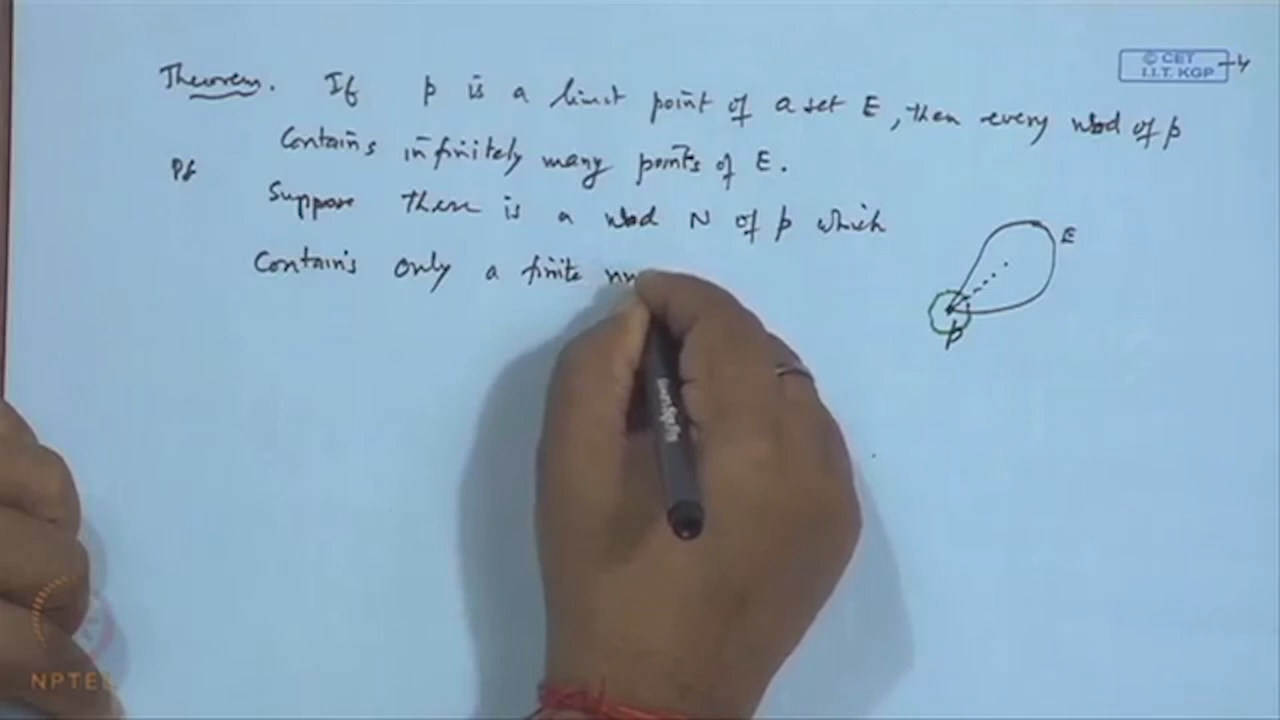 © CET
I.I.T. KGP
Theorem. If p is a limit point of a set E, then every nbd of p
Contains infinitely many points of E.
Pf
Suppose there is a nbd N of p which
Contains only a finite
E
p
NPTEL